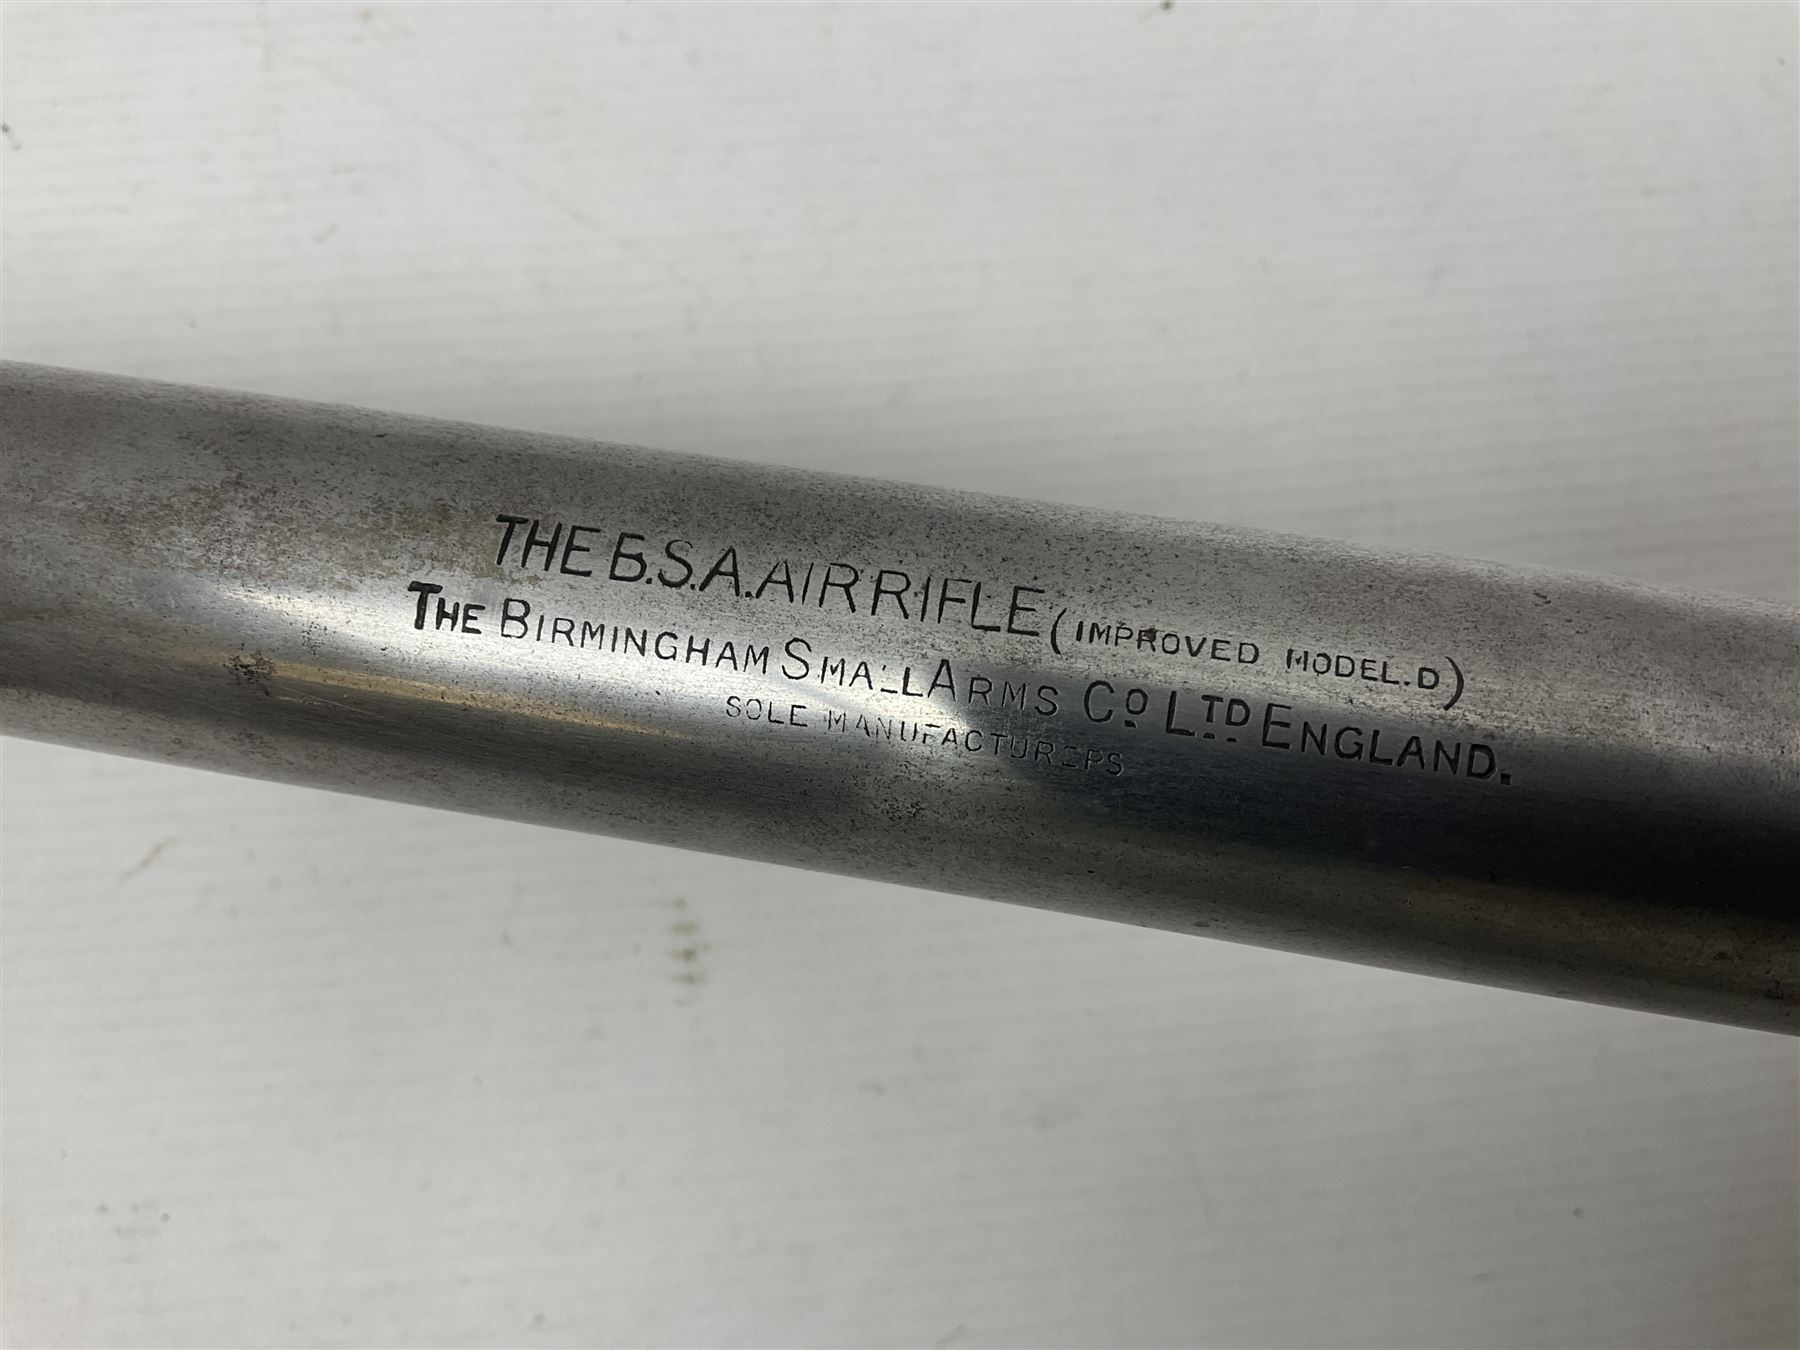 THE B.S.A. AIR RIFLE (IMPROVED MODEL.D)
THE BIRMINGHAM SMALL ARMS CO LTD ENGLAND.
SOLE MANUFACTURERS